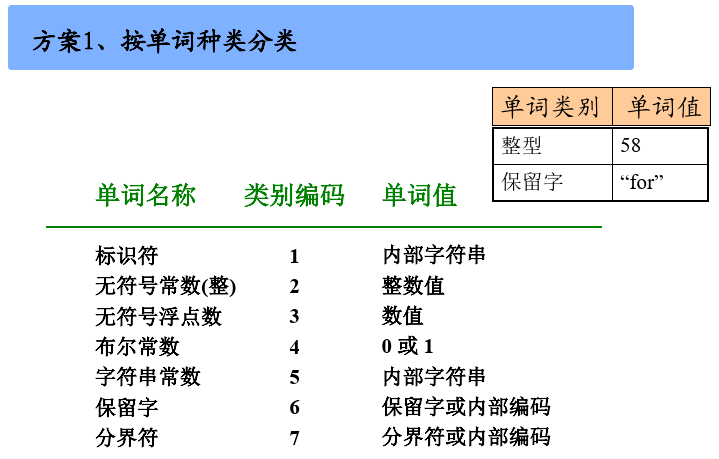 方案1、按单词种类分类
单词类别 单词值
整型 58
保留字 “for”
单词名称 类别编码 单词值
标识符 1 内部字符串
无符号常数(整) 2 整数值
无符号浮点数 3 数值
布尔常数 4 0 或 1
字符串常数 5 内部字符串
保留字 6 保留字或内部编码
分界符 7 分界符或内部编码